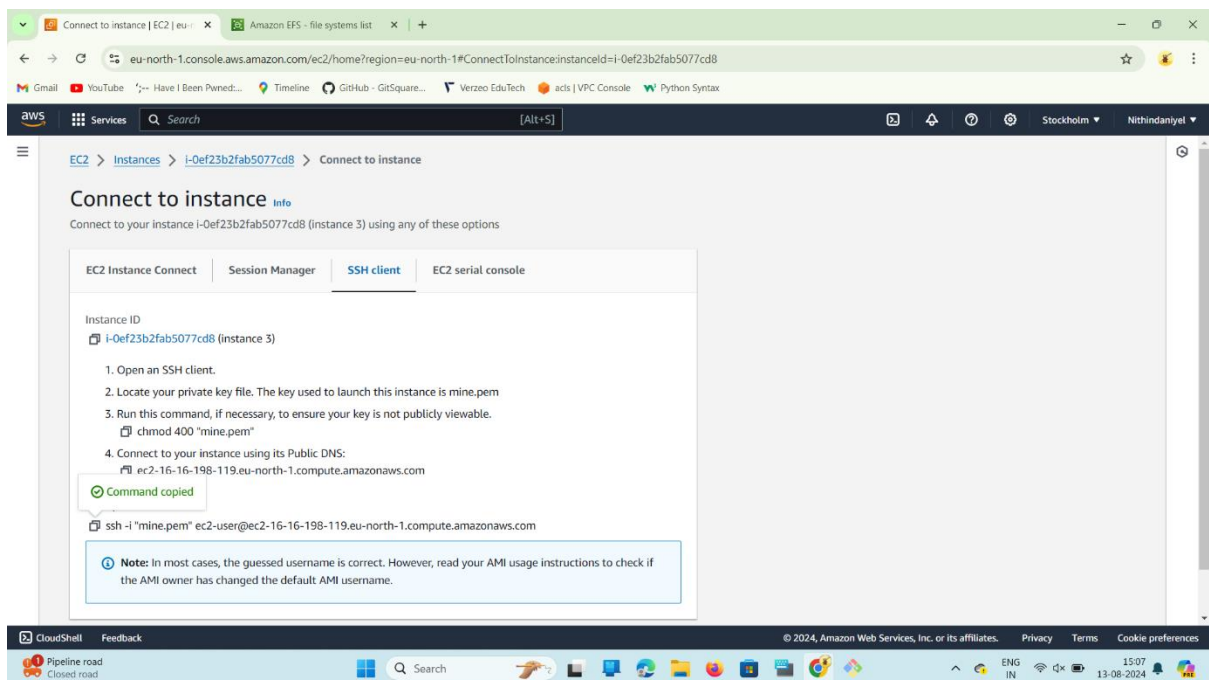 Connect to instance | EC2 | eu-n
Amazon EFS - file systems list
eu-north-1.console.aws.amazon.com/ec2/home?region=eu-north-1#ConnectToInstance:instanceId=i-0ef23b2fab5077cd8
Gmail YouTube Have I Been Pwned:... Timeline GitHub - GitSquare... Verzeo EduTech acls | VPC Console Python Syntax
aws Services Search [Alt+S] Stockholm Nithindaniyel
EC2 > Instances > i-0ef23b2fab5077cd8 > Connect to instance
Connect to instance Info
Connect to your instance i-0ef23b2fab5077cd8 (instance 3) using any of these options
EC2 Instance Connect Session Manager SSH client EC2 serial console
Instance ID
i-0ef23b2fab5077cd8 (instance 3)
1. Open an SSH client.
2. Locate your private key file. The key used to launch this instance is mine.pem
3. Run this command, if necessary, to ensure your key is not publicly viewable.
chmod 400 "mine.pem"
4. Connect to your instance using its Public DNS:
ec2-16-16-198-119.eu-north-1.compute.amazonaws.com
Command copied
ssh -i "mine.pem" ec2-user@ec2-16-16-198-119.eu-north-1.compute.amazonaws.com
Note: In most cases, the guessed username is correct. However, read your AMI usage instructions to check if
the AMI owner has changed the default AMI username.
CloudShell Feedback © 2024, Amazon Web Services, Inc. or its affiliates. Privacy Terms Cookie preferences
Pipeline road
Closed road
Search
ENG
IN
15:07
13-08-2024
PRE